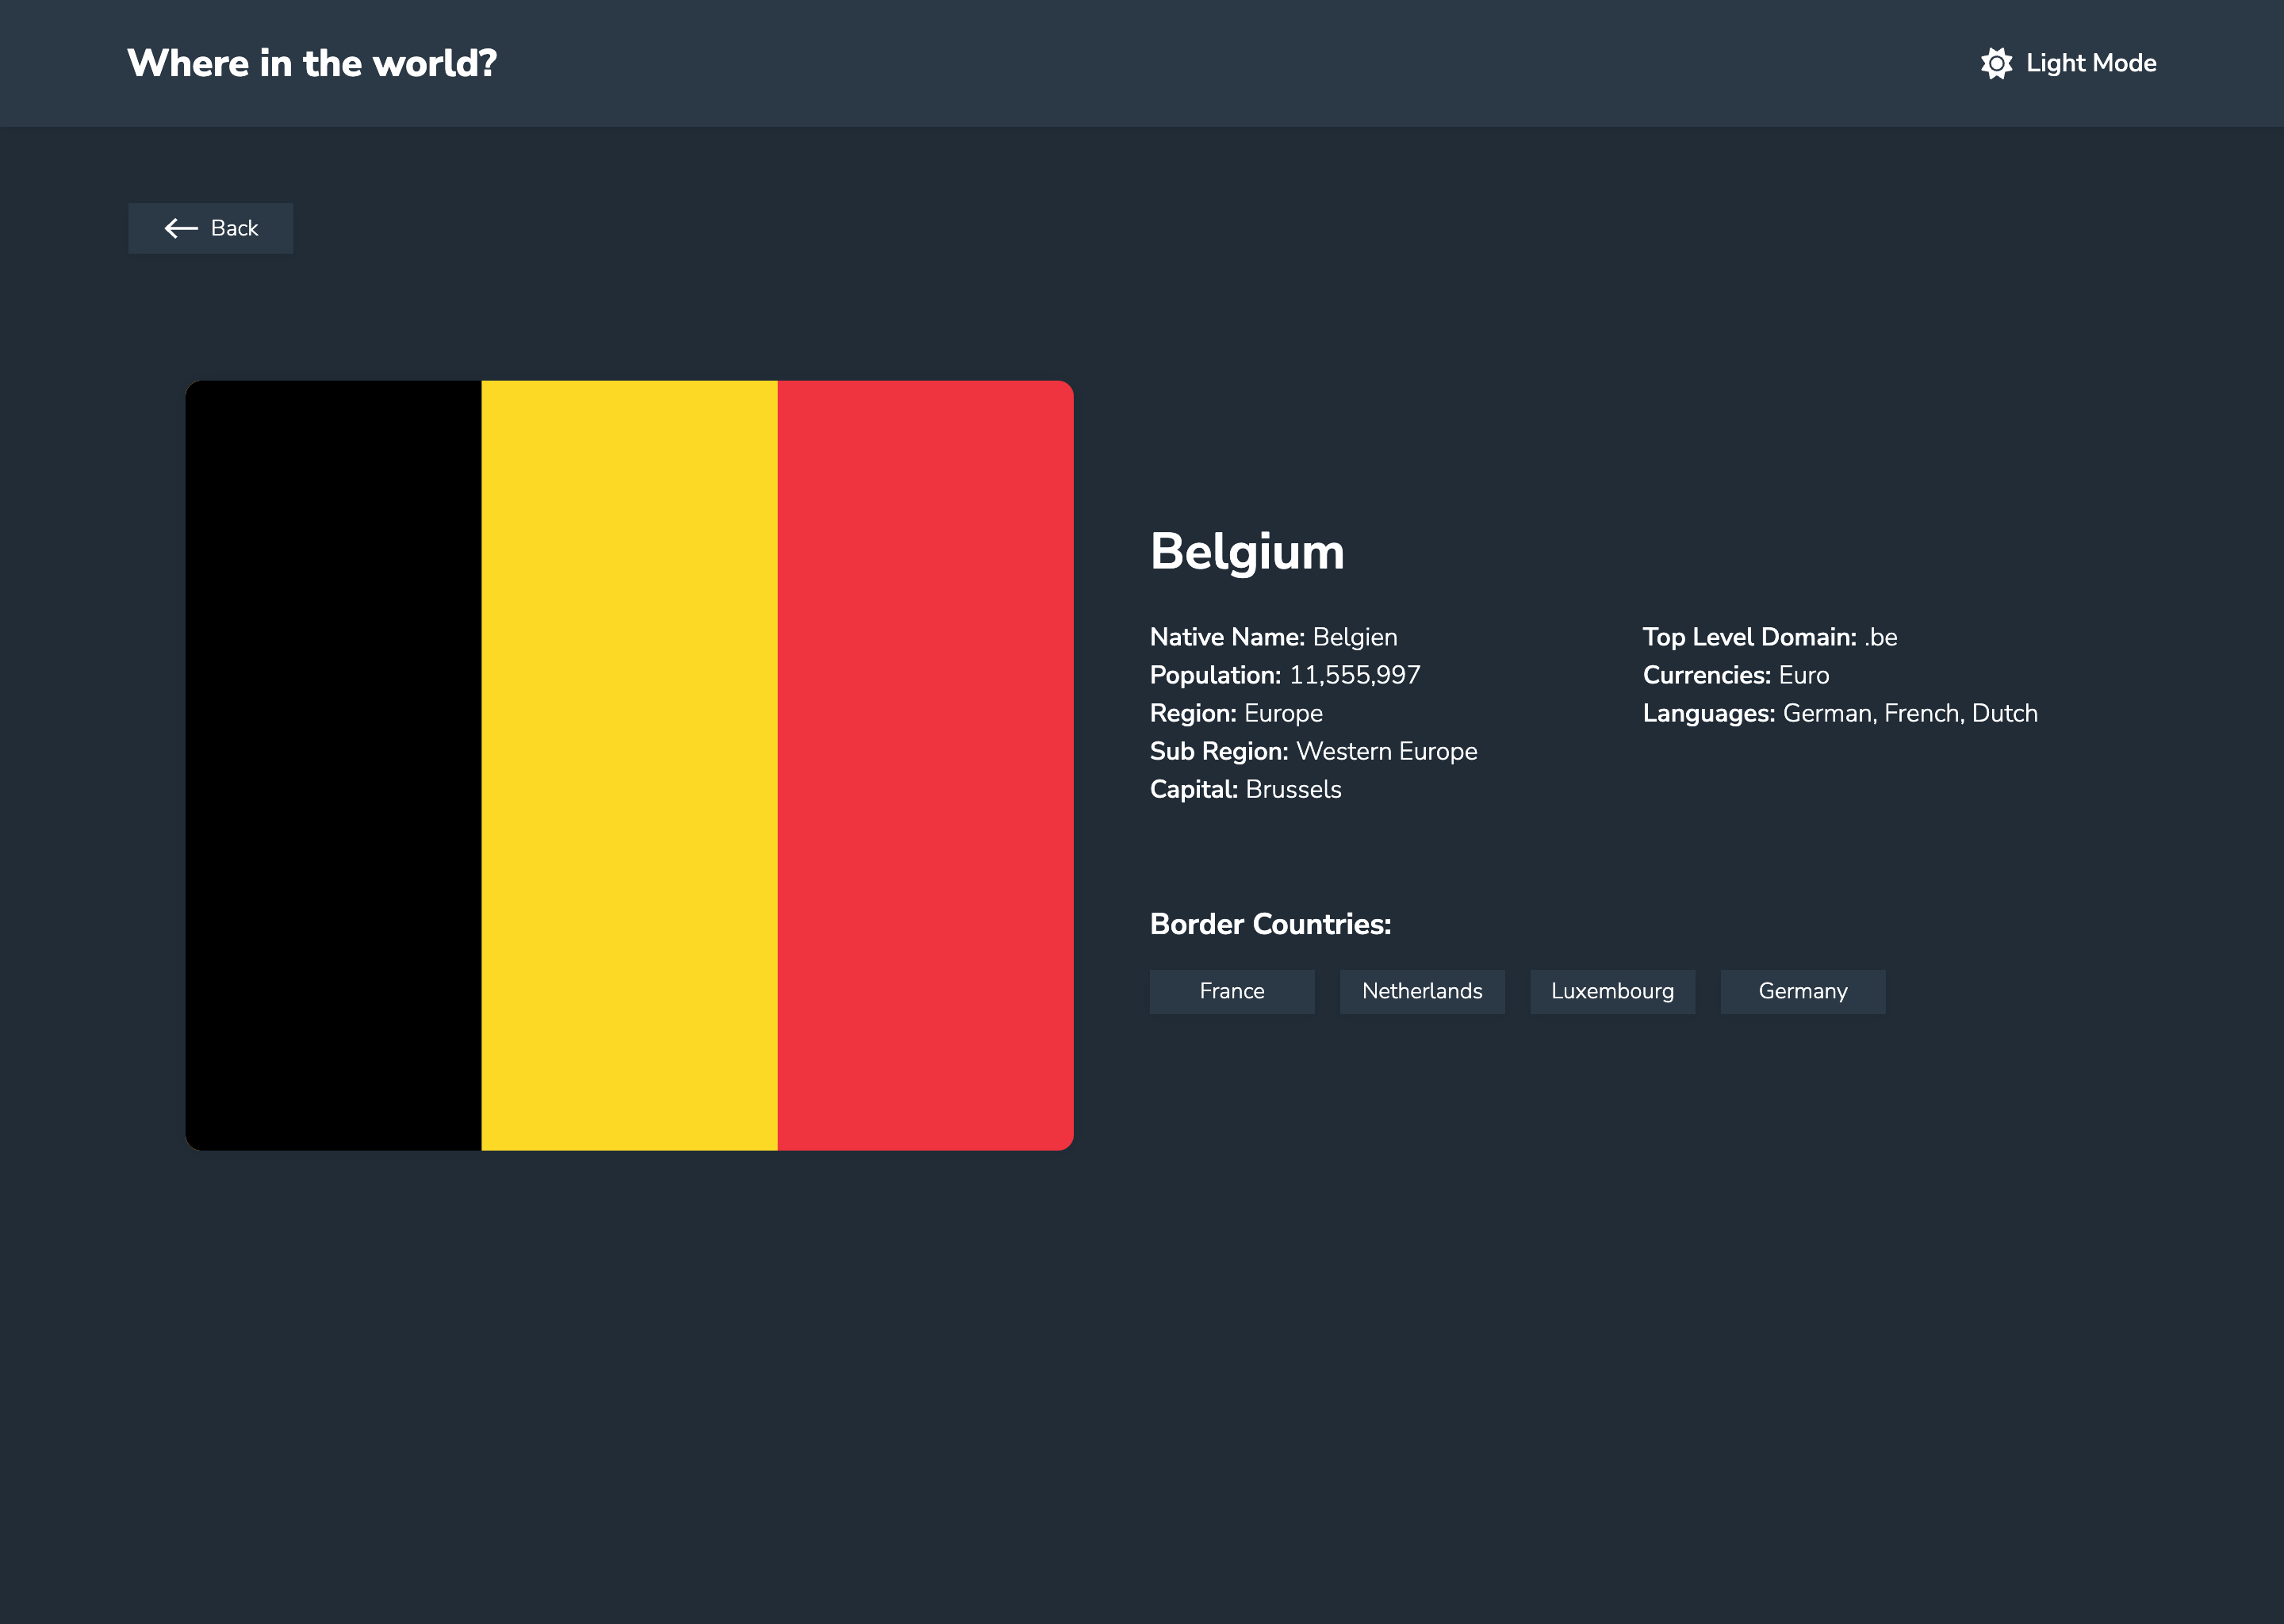 Where in the world?
Light Mode
Back
Belgium
Native Name: Belgien
Population: 11,555,997
Region: Europe
Sub Region: Western Europe
Capital: Brussels
Top Level Domain: .be
Currencies: Euro
Languages: German, French, Dutch
Border Countries:
France
Netherlands
Luxembourg
Germany